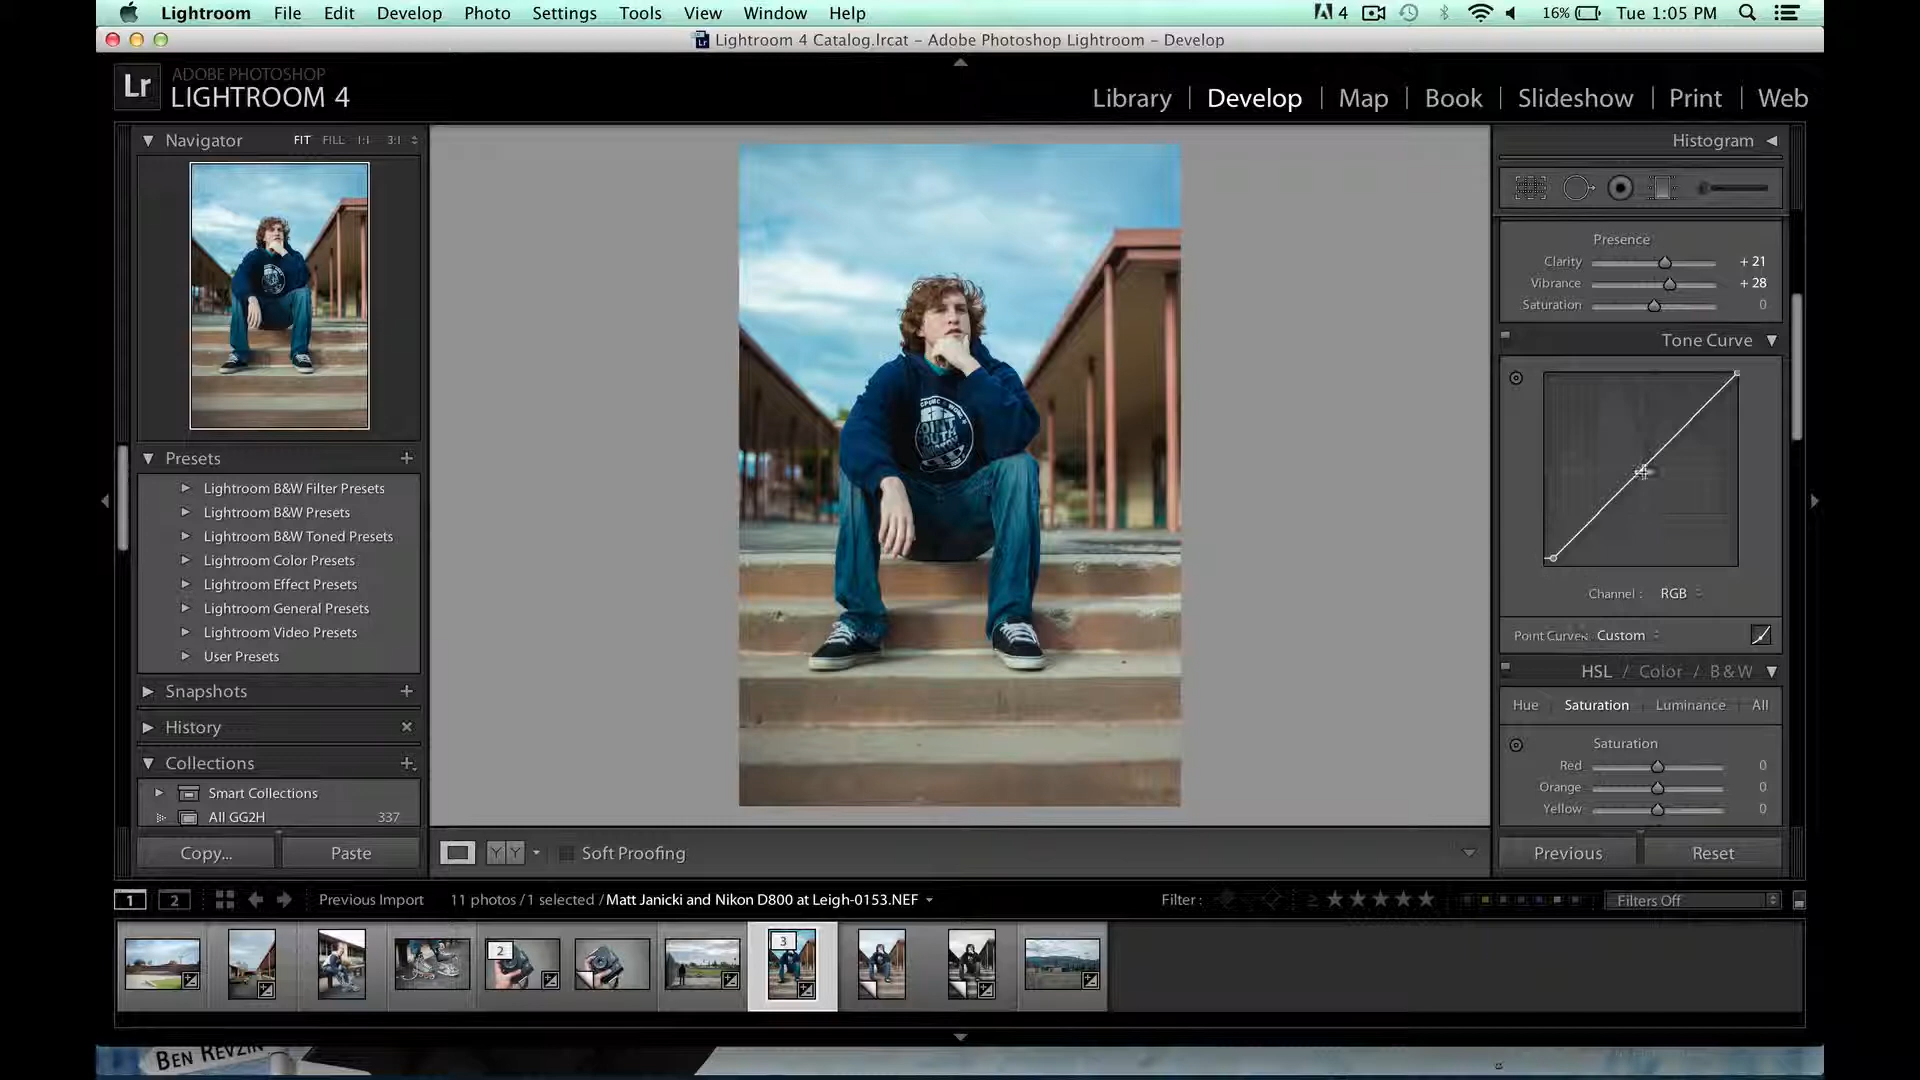 Lightroom File Edit Develop Photo Settings Tools View Window Help 4 16% Tue 1:05 PM
Lightroom 4 Catalog.lrcat – Adobe Photoshop Lightroom – Develop
Lr ADOBE PHOTOSHOP
LIGHTROOM 4
Library | Develop | Map | Book | Slideshow | Print | Web
Navigator FIT FILL 1:1 3:1
Histogram
Presence
Clarity + 21
Vibrance + 28
Saturation 0
Tone Curve
Presets +
Lightroom B&W Filter Presets
Lightroom B&W Presets
Lightroom B&W Toned Presets
Lightroom Color Presets
Lightroom Effect Presets
Lightroom General Presets
Lightroom Video Presets
User Presets
Channel : RGB
Point Curve: Custom
HSL / Color / B&W
Snapshots +
Hue Saturation Luminance All
History ×
Saturation
Collections +
Red 0
Smart Collections
Orange 0
All GG2H 337
Yellow 0
Copy... Paste
Y Y Soft Proofing
Previous Reset
1 2 Previous Import 11 photos / 1 selected / Matt Janicki and Nikon D800 at Leigh-0153.NEF Filter : ≥ ★★★★★ Filters Off
2 3
BEN REVZIN